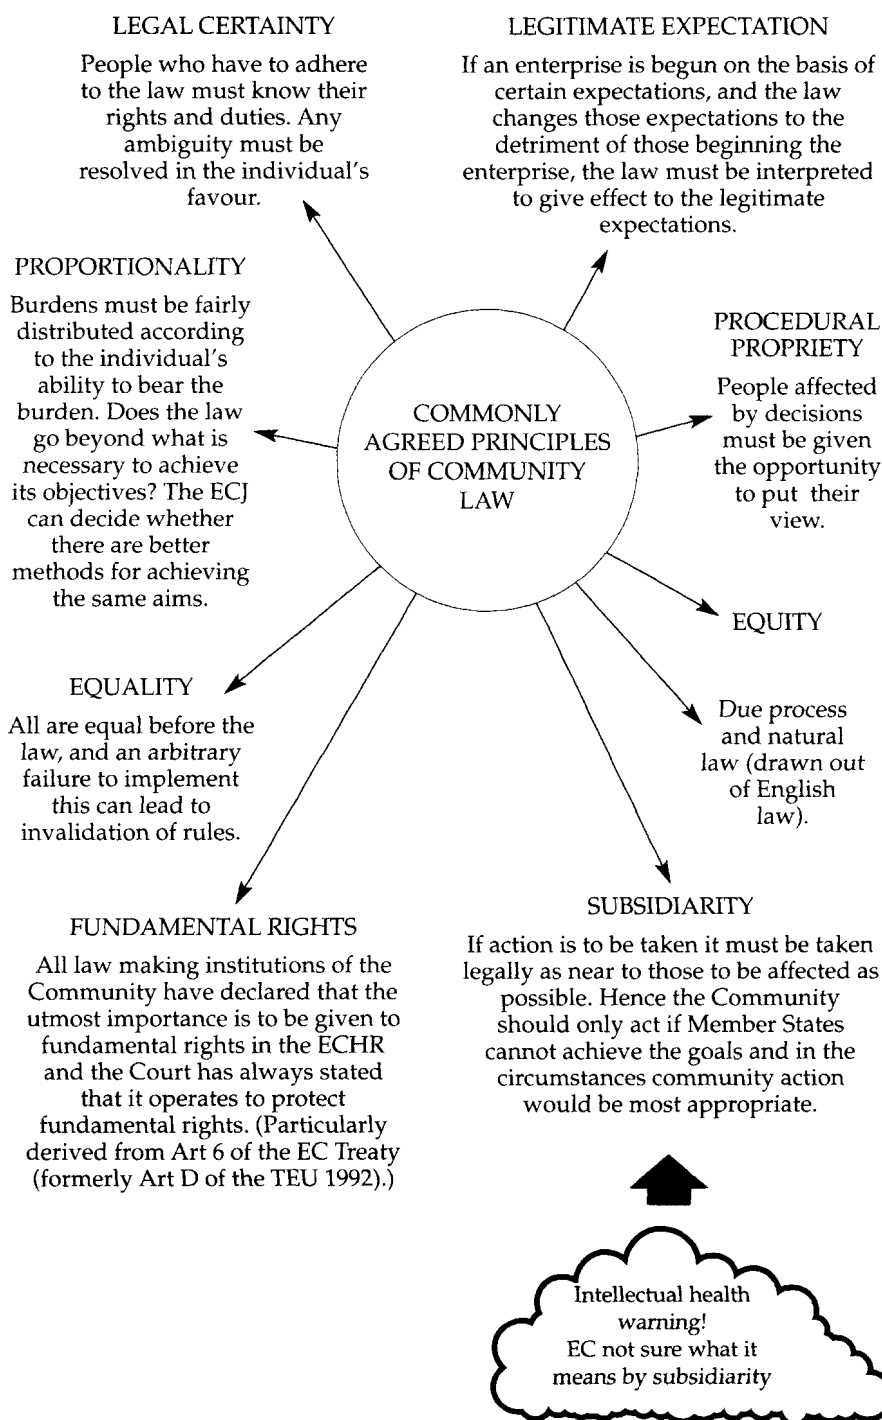 LEGAL CERTAINTY
People who have to adhere
to the law must know their
rights and duties. Any
ambiguity must be
resolved in the individual's
favour.
LEGITIMATE EXPECTATION
If an enterprise is begun on the basis of
certain expectations, and the law
changes those expectations to the
detriment of those beginning the
enterprise, the law must be interpreted
to give effect to the legitimate
expectations.
PROPORTIONALITY
Burdens must be fairly
distributed according
to the individual's
ability to bear the
burden. Does the law
go beyond what is
necessary to achieve
its objectives? The ECJ
can decide whether
there are better
methods for achieving
the same aims.
COMMONLY
AGREED PRINCIPLES
OF COMMUNITY
LAW
PROCEDURAL
PROPRIETY
People affected
by decisions
must be given
the opportunity
to put their
view.
EQUITY
EQUALITY
All are equal before the
law, and an arbitrary
failure to implement
this can lead to
invalidation of rules.
Due process
and natural
law (drawn out
of English
law).
FUNDAMENTAL RIGHTS
All law making institutions of the
Community have declared that the
utmost importance is to be given to
fundamental rights in the ECHR
and the Court has always stated
that it operates to protect
fundamental rights. (Particularly
derived from Art 6 of the EC Treaty
(formerly Art D of the TEU 1992).)
SUBSIDIARITY
If action is to be taken it must be taken
legally as near to those to be affected as
possible. Hence the Community
should only act if Member States
cannot achieve the goals and in the
circumstances community action
would be most appropriate.
Intellectual health
warning!
EC not sure what it
means by subsidiarity